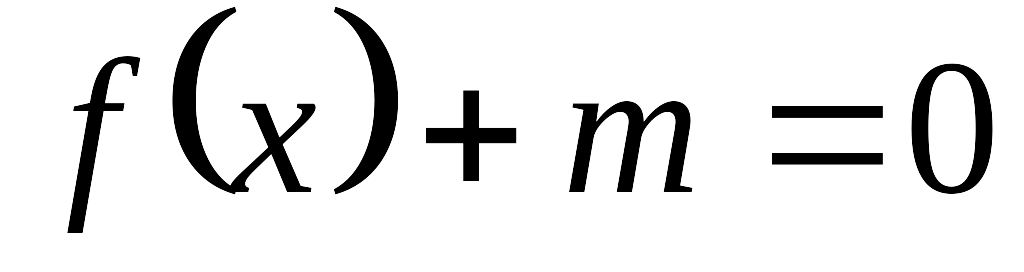 f(x) + m = 0